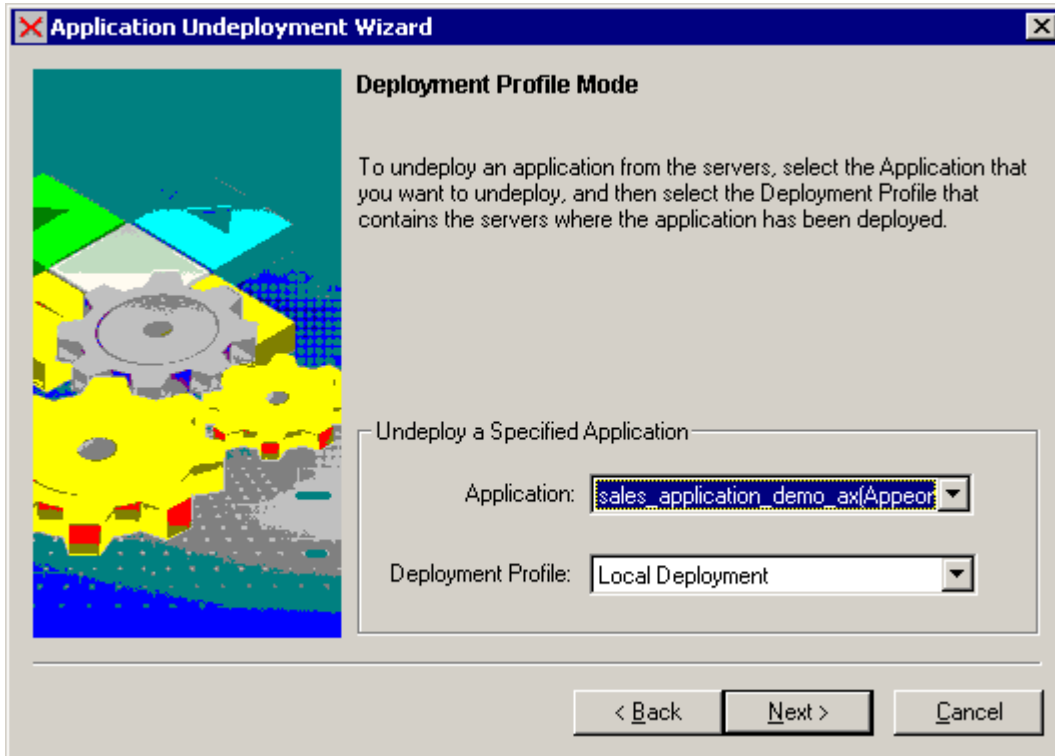 Application Undeployment Wizard
Deployment Profile Mode
To undeploy an application from the servers, select the Application that
you want to undeploy, and then select the Deployment Profile that
contains the servers where the application has been deployed.
Undeploy a Specified Application
Application: sales_application_demo_ax(Appeor
Deployment Profile: Local Deployment
< Back Next > Cancel